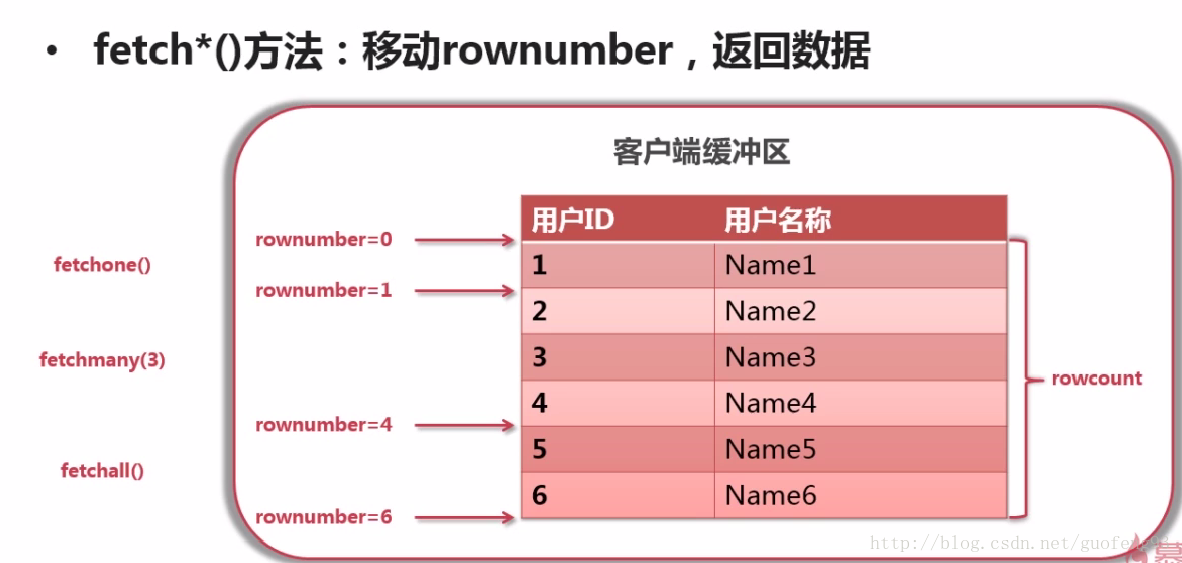 • fetch*()方法：移动rownumber，返回数据
客户端缓冲区
用户ID 用户名称
rownumber=0
fetchone()
1 Name1
rownumber=1
2 Name2
3 Name3
fetchmany(3)
rowcount
4 Name4
rownumber=4
5 Name5
fetchall()
6 Name6
rownumber=6
http://blog.csdn.net/guofeng93
慕